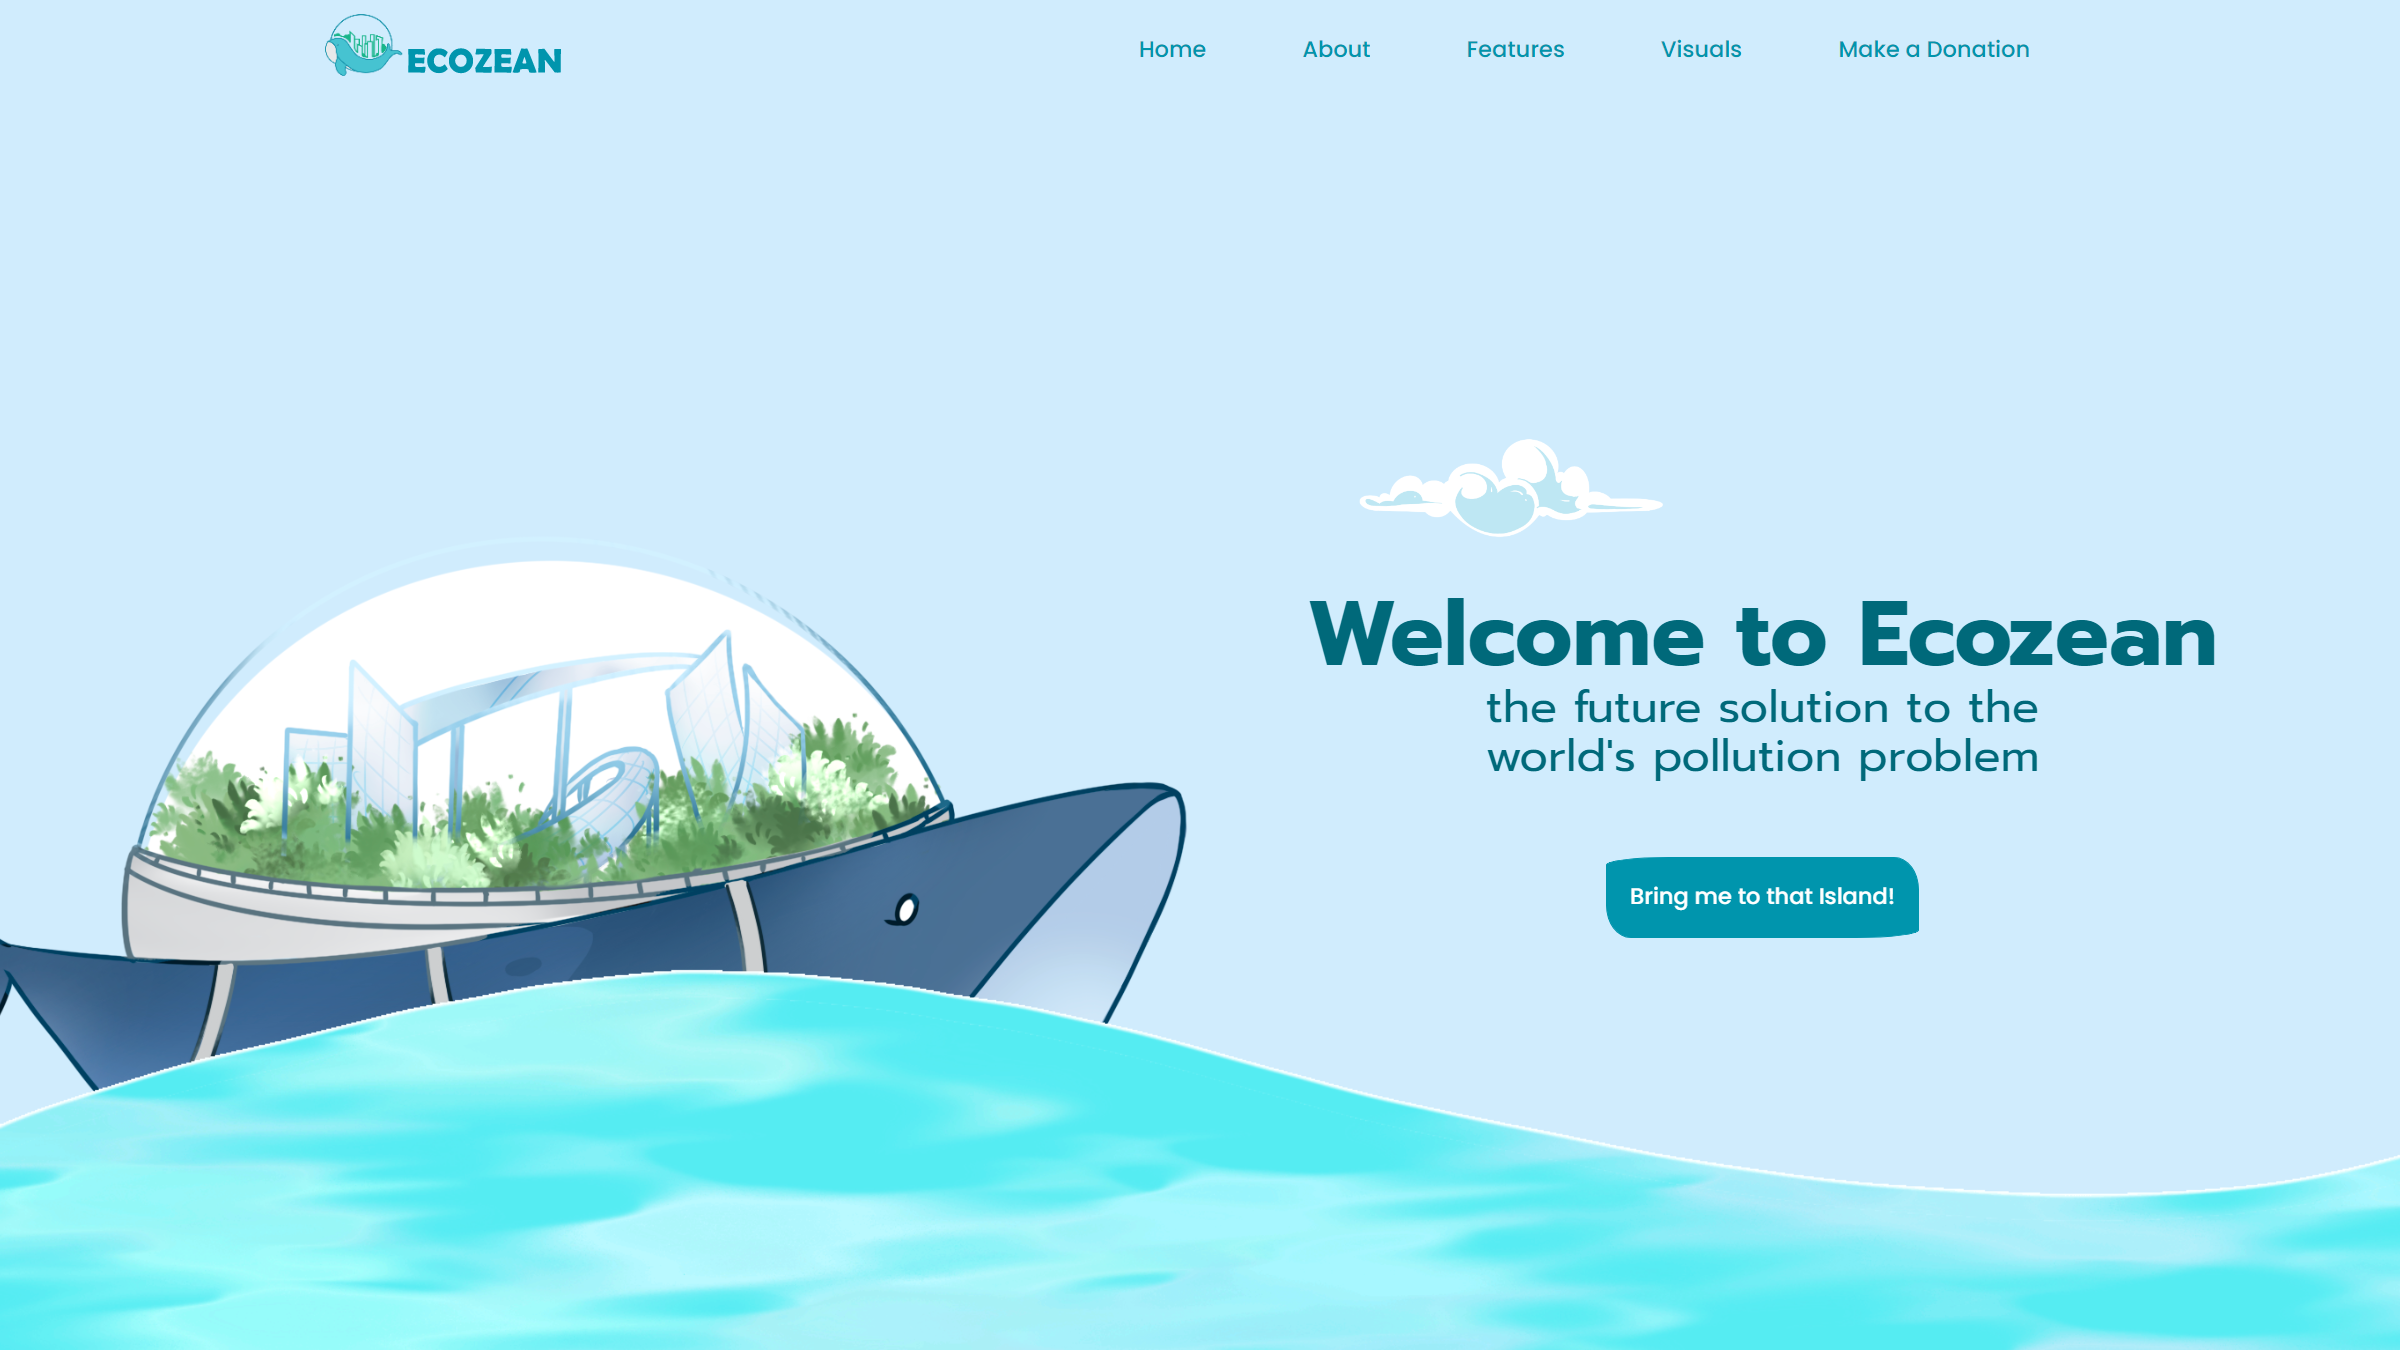 ECOZEAN
Home
About
Features
Visuals
Make a Donation
Welcome to Ecozean
the future solution to the
world's pollution problem
Bring me to that Island!